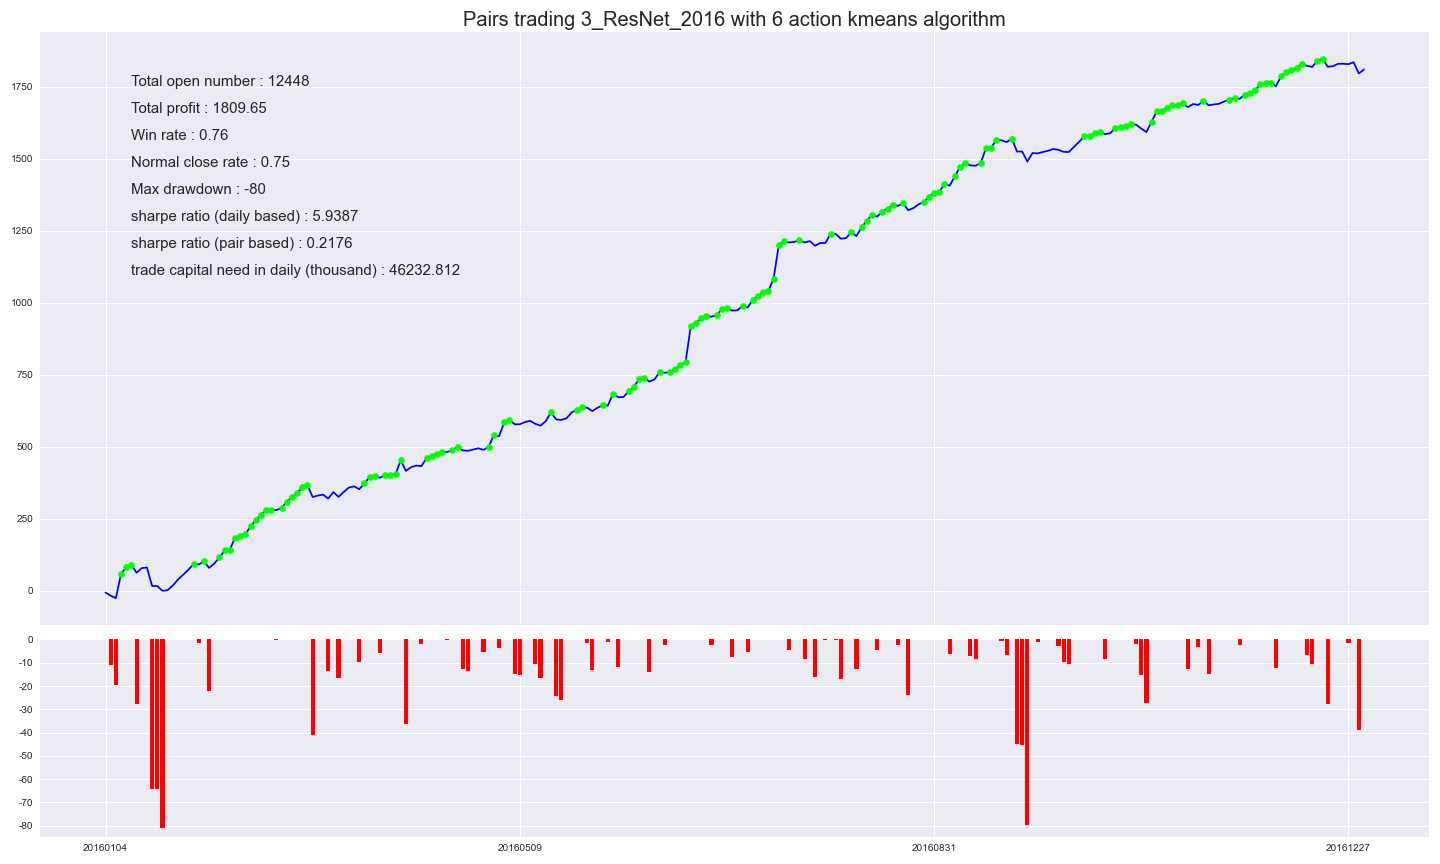 Pairs trading 3_ResNet_2016 with 6 action kmeans algorithm
Total open number : 12448
Total profit : 1809.65
Win rate : 0.76
Normal close rate : 0.75
Max drawdown : -80
sharpe ratio (daily based) : 5.9387
sharpe ratio (pair based) : 0.2176
trade capital need in daily (thousand) : 46232.812
1750
1500
1250
1000
750
500
250
0
0
-10
-20
-30
-40
-50
-60
-70
-80
20160104 20160509 20160831 20161227